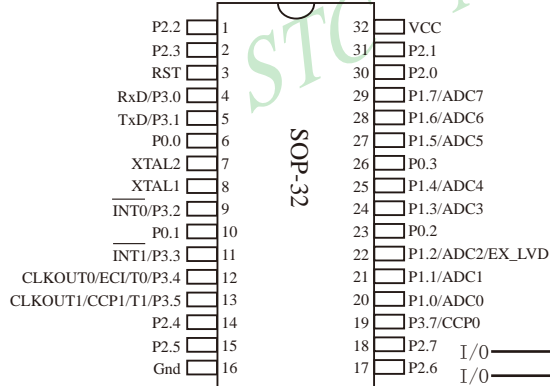 STC
P2.2 1 32 VCC
P2.3 2 31 P2.1
RST 3 30 P2.0
RxD/P3.0 4 29 P1.7/ADC7
TxD/P3.1 5 28 P1.6/ADC6
P0.0 6 27 P1.5/ADC5
XTAL2 7 26 P0.3
XTAL1 8 25 P1.4/ADC4
INT0/P3.2 9 24 P1.3/ADC3
P0.1 10 23 P0.2
INT1/P3.3 11 22 P1.2/ADC2/EX_LVD
CLKOUT0/ECI/T0/P3.4 12 21 P1.1/ADC1
CLKOUT1/CCP1/T1/P3.5 13 20 P1.0/ADC0
P2.4 14 19 P3.7/CCP0
P2.5 15 18 P2.7
Gnd 16 17 P2.6
SOP-32
I/0
I/0